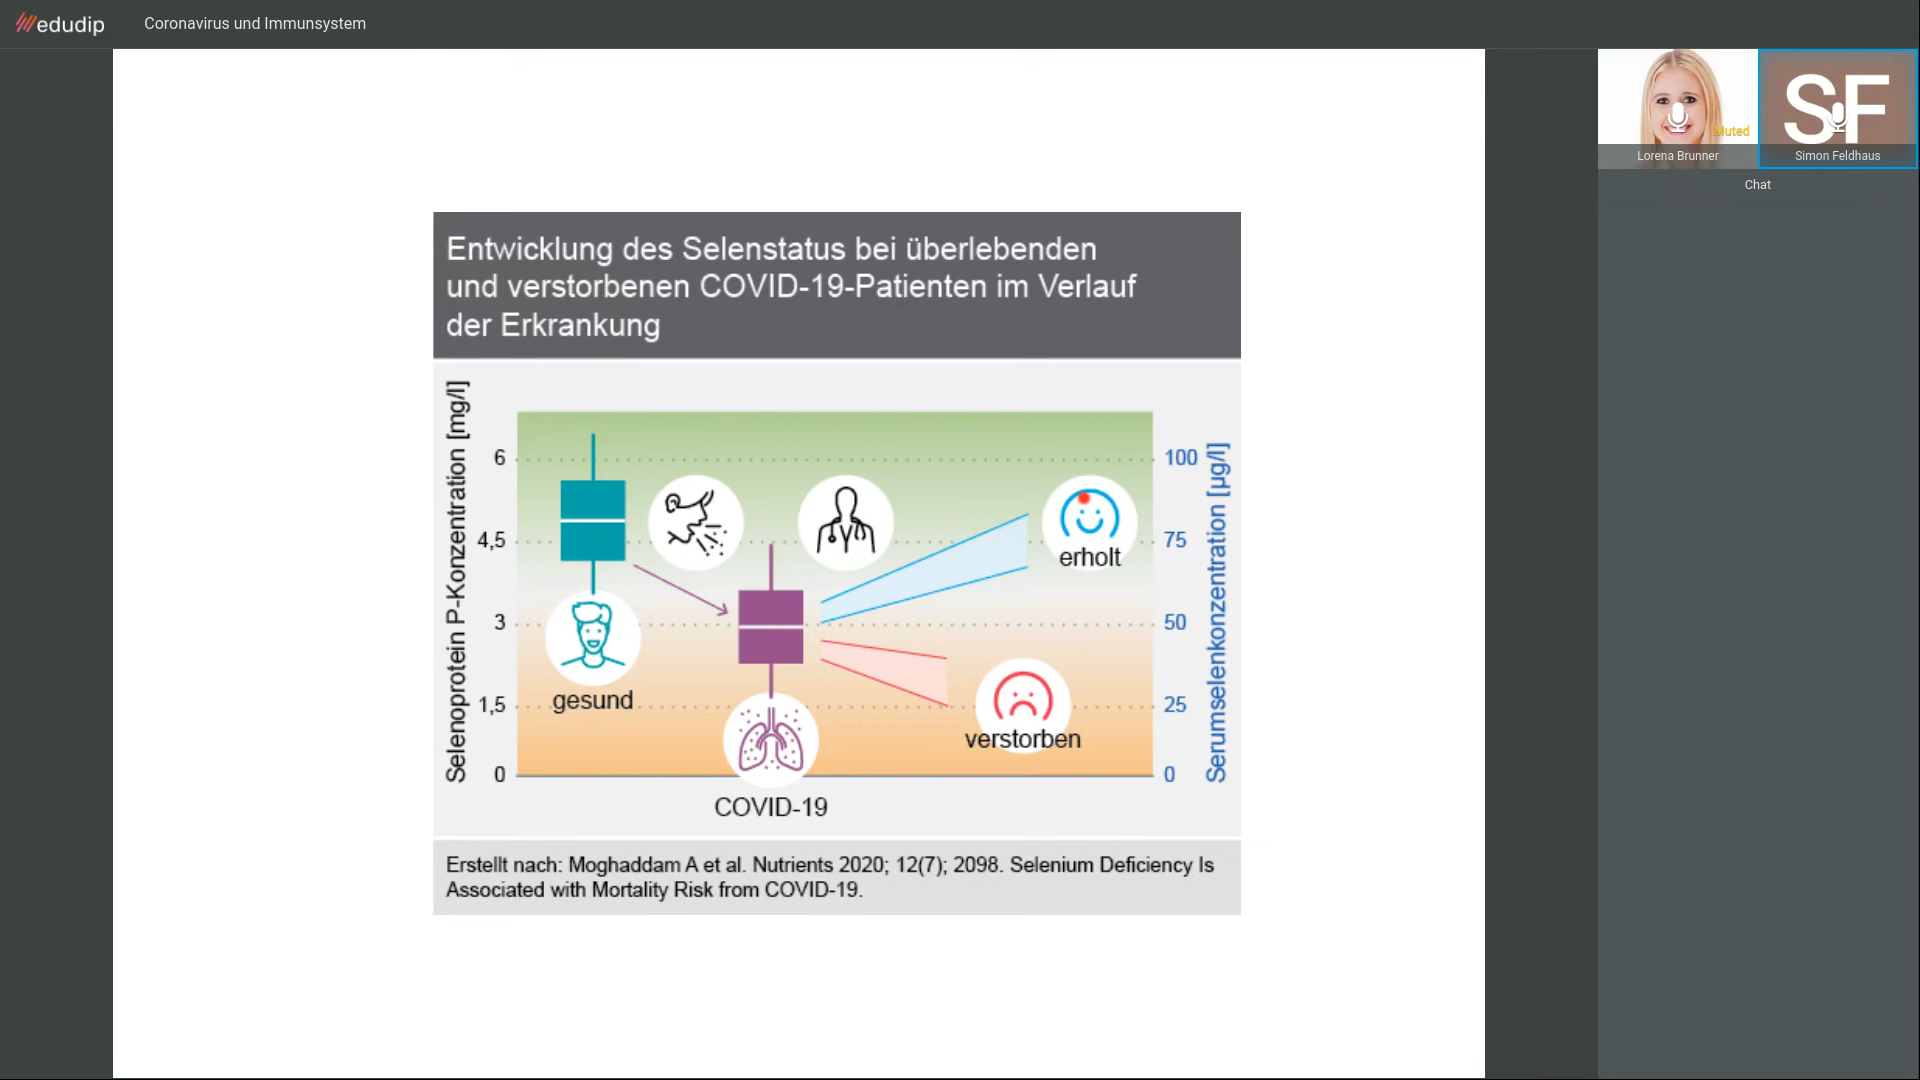 edudip
Coronavirus und Immunsystem
Muted
Lorena Brunner
SF
Simon Feldhaus
Chat
Entwicklung des Selenstatus bei überlebenden
und verstorbenen COVID-19-Patienten im Verlauf
der Erkrankung
Selenoprotein P-Konzentration [mg/l]
6
4,5
3
1,5
0
gesund
COVID-19
erholt
verstorben
100
75
50
25
0
Serumselenkonzentration [µg/l]
Erstellt nach: Moghaddam A et al. Nutrients 2020; 12(7); 2098. Selenium Deficiency Is
Associated with Mortality Risk from COVID-19.